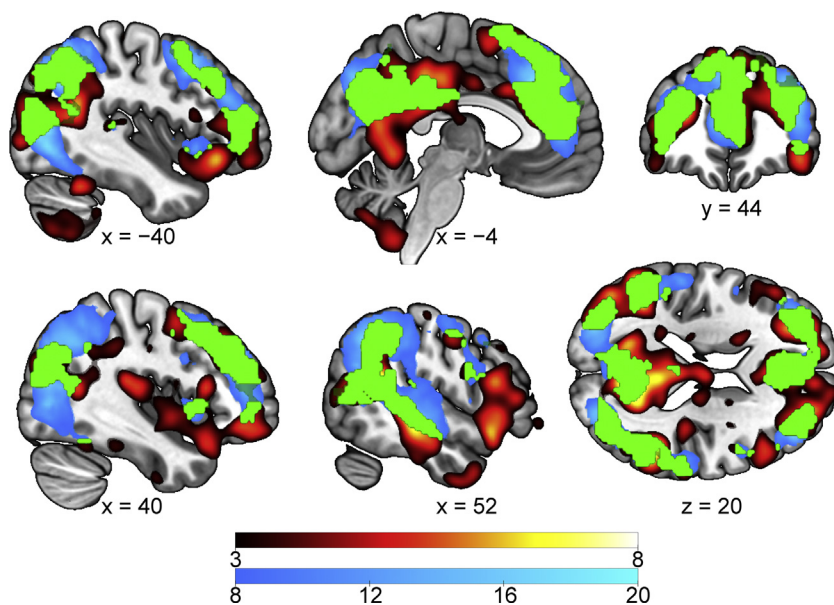 x = −40
x = −4
y = 44
x = 40
x = 52
z = 20
3
8
8
12
16
20